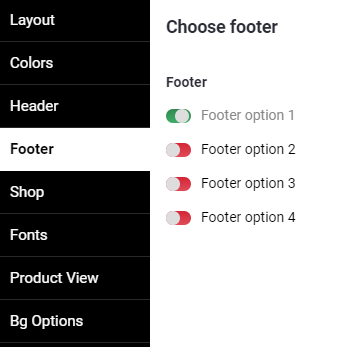 Layout
Colors
Header
Footer
Shop
Fonts
Product View
Bg Options
Choose footer
Footer
Footer option 1
Footer option 2
Footer option 3
Footer option 4